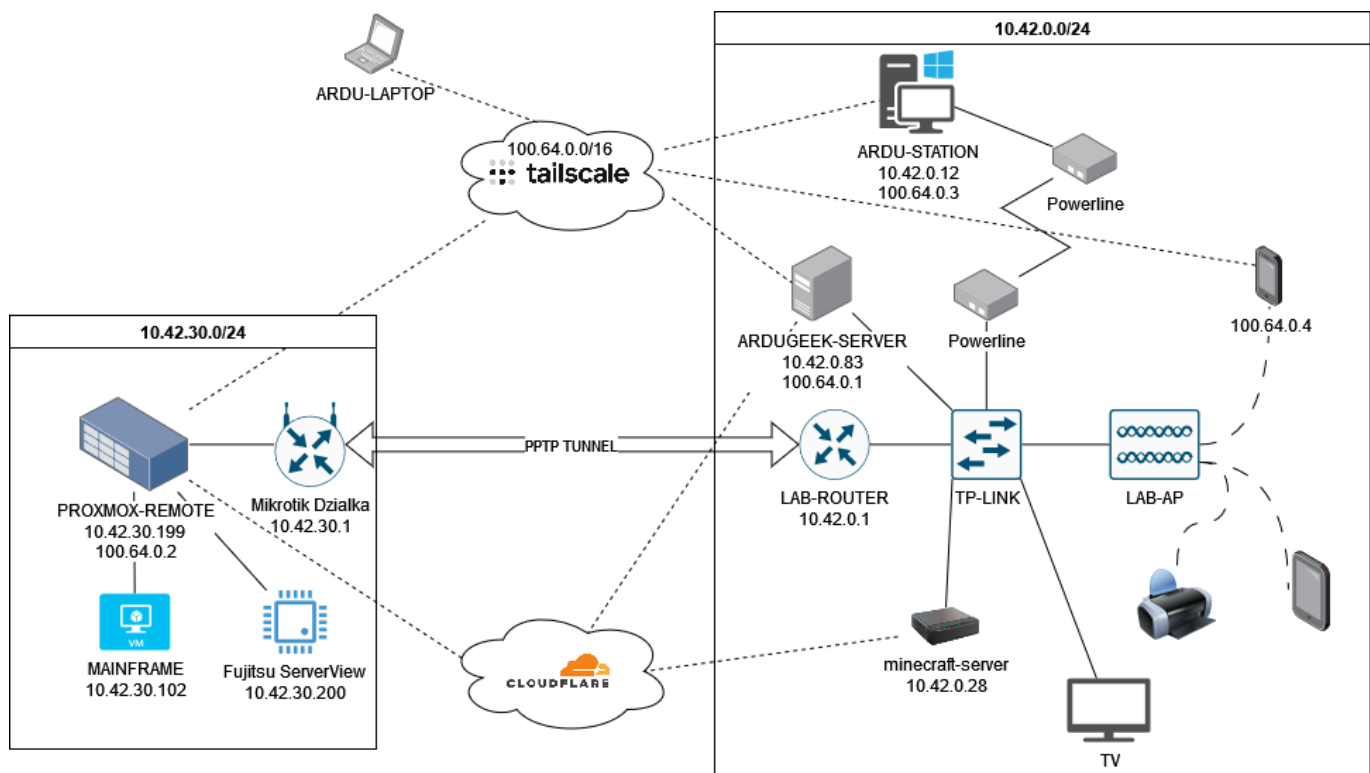 10.42.0.0/24
ARDU-LAPTOP
100.64.0.0/16
tailscale
ARDU-STATION
10.42.0.12
100.64.0.3
Powerline
100.64.0.4
ARDUGEEK-SERVER
10.42.0.83
100.64.0.1
Powerline
10.42.30.0/24
PPTP TUNNEL
PROXMOX-REMOTE
10.42.30.199
100.64.0.2
Mikrotik Dzialka
10.42.30.1
LAB-ROUTER
10.42.0.1
TP-LINK
LAB-AP
VM
MAINFRAME
10.42.30.102
Fujitsu ServerView
10.42.30.200
CLOUDFLARE
minecraft-server
10.42.0.28
TV